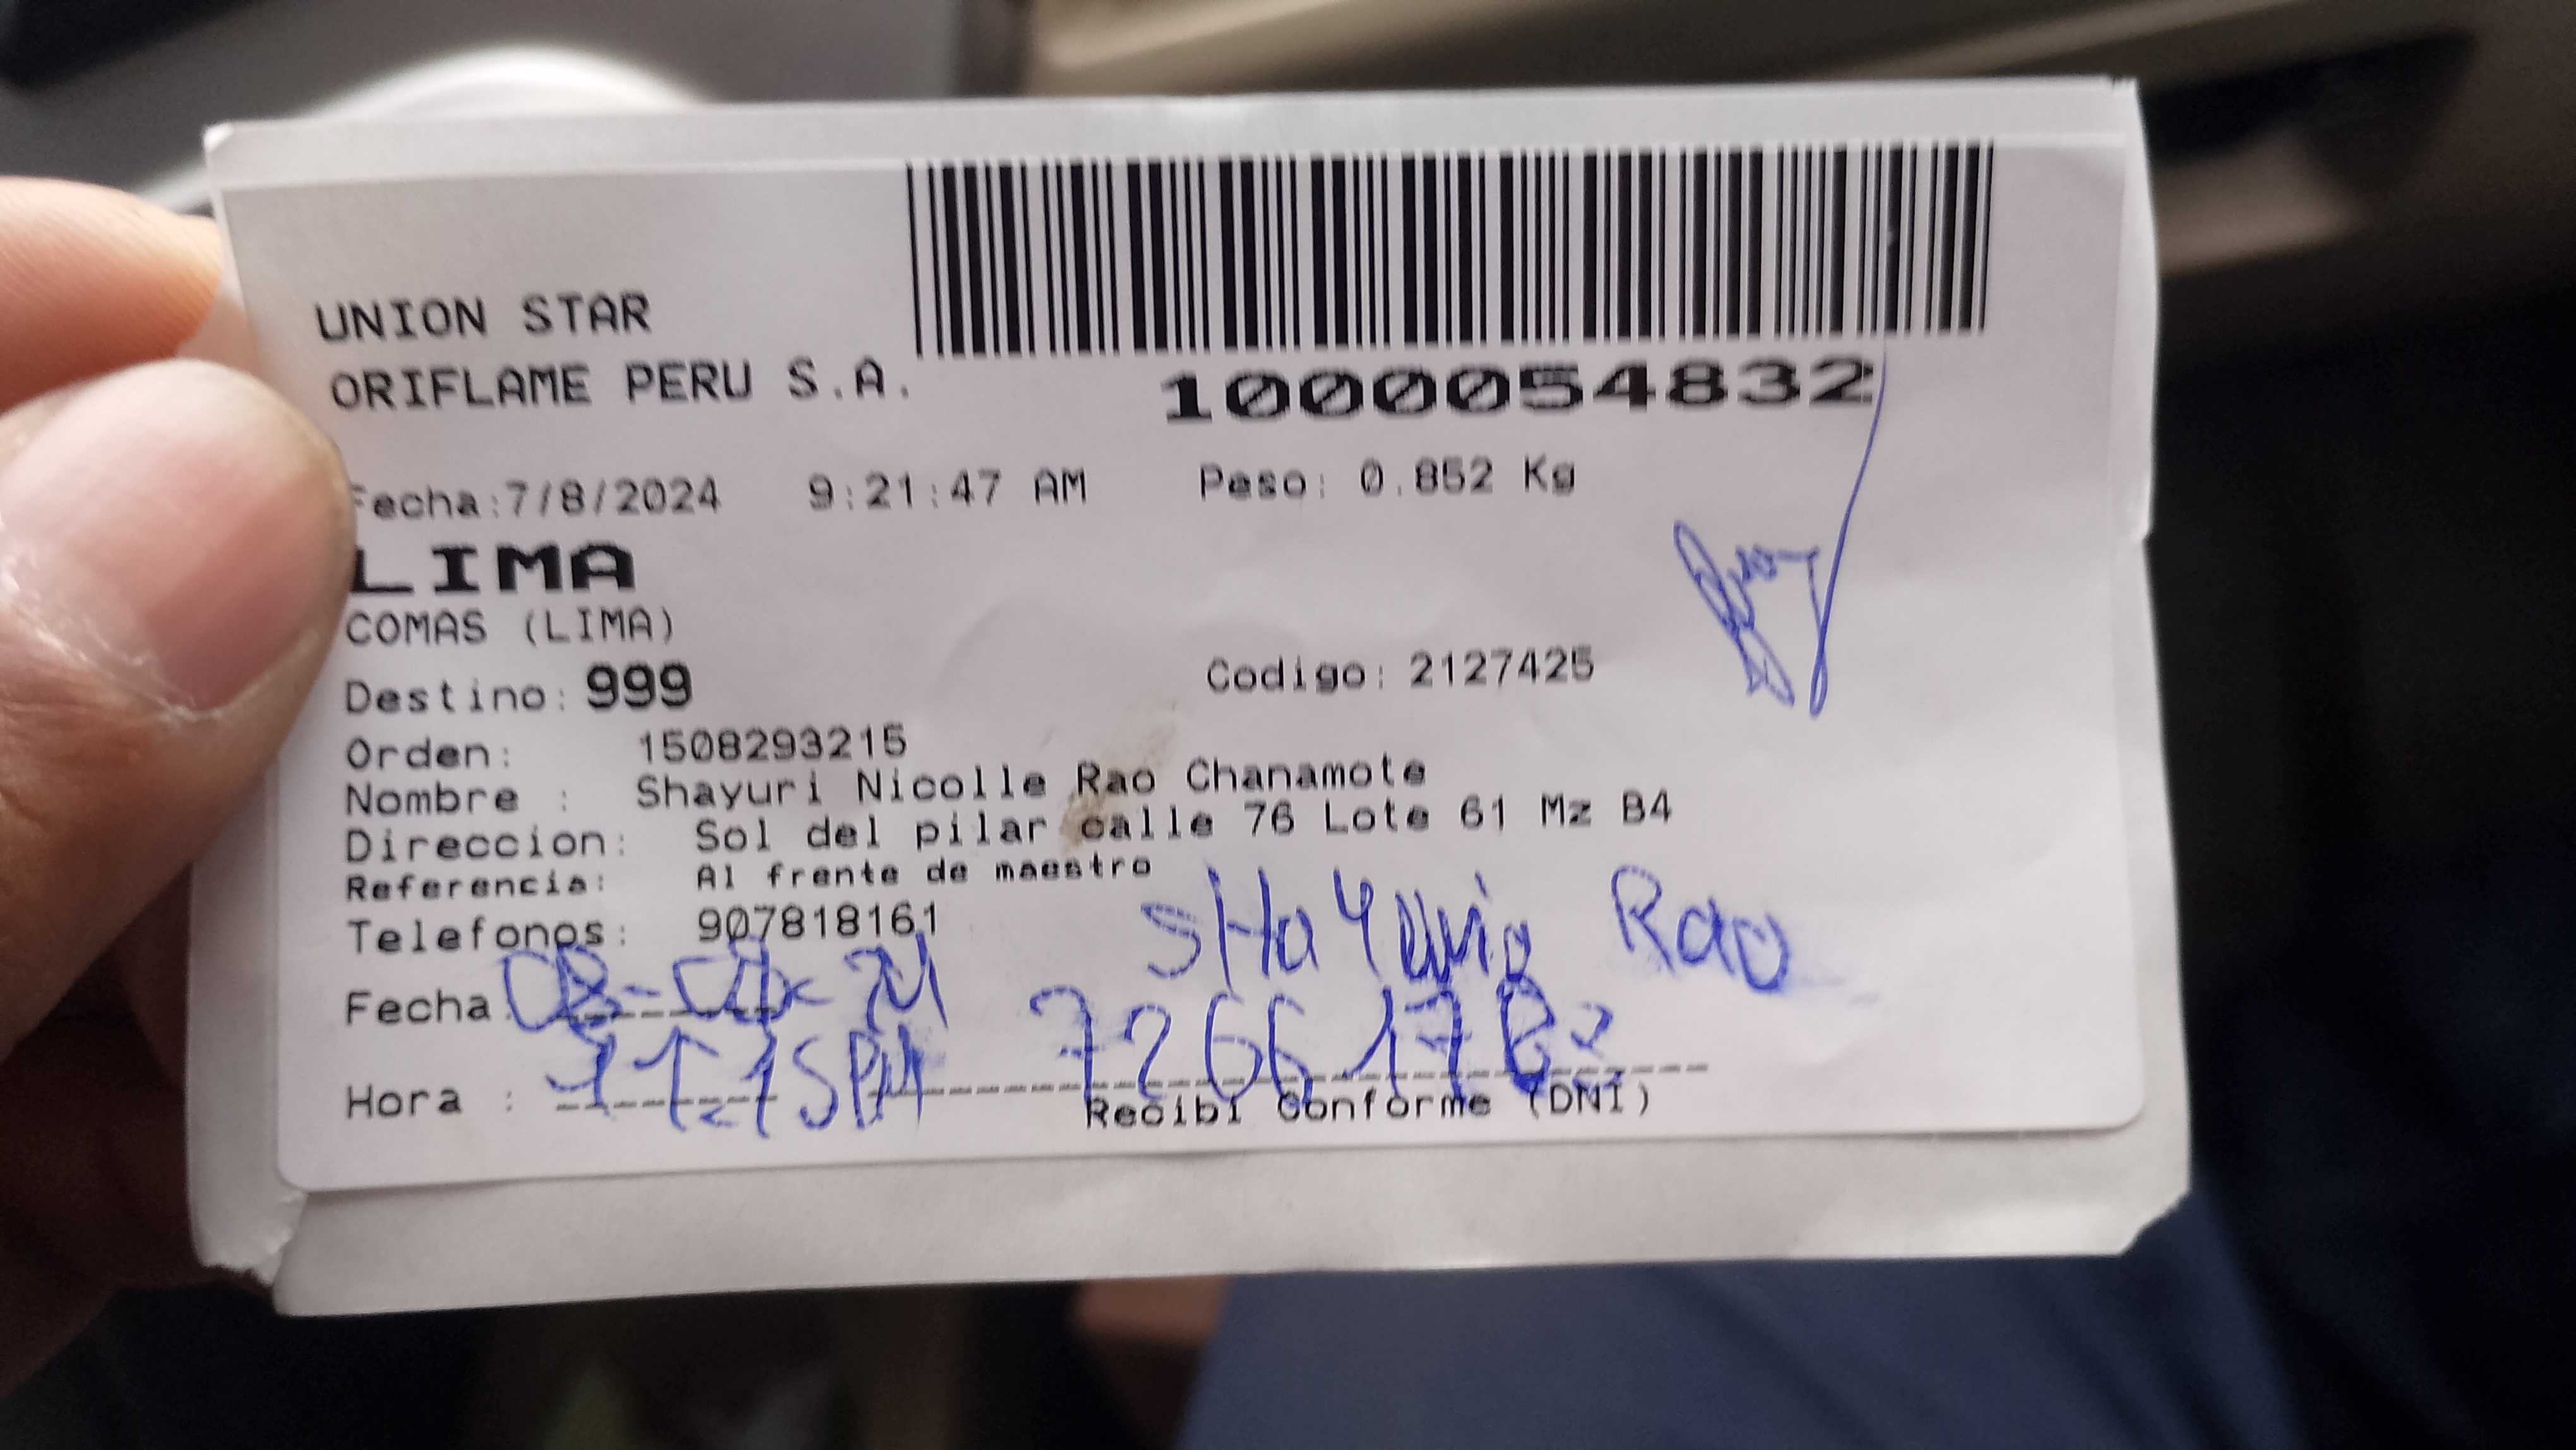 UNION STAR
ORIFLAME PERU S.A.
1000054832
Fecha:7/8/2024 9:21:47 AM Peso: 0.852 Kg
LIMA
COMAS (LIMA)
Destino: 999 Codigo: 2127425
Orden: 1508293215
Nombre : Shayuri Nicolle Rao Chanamote
Direccion: Sol del pilar calle 76 Lote 61 Mz B4
Referencia: Al frente de maestro
Telefonos: 907818161
Rao
Fecha:
Hora :
Recibi Conforme (DNI)